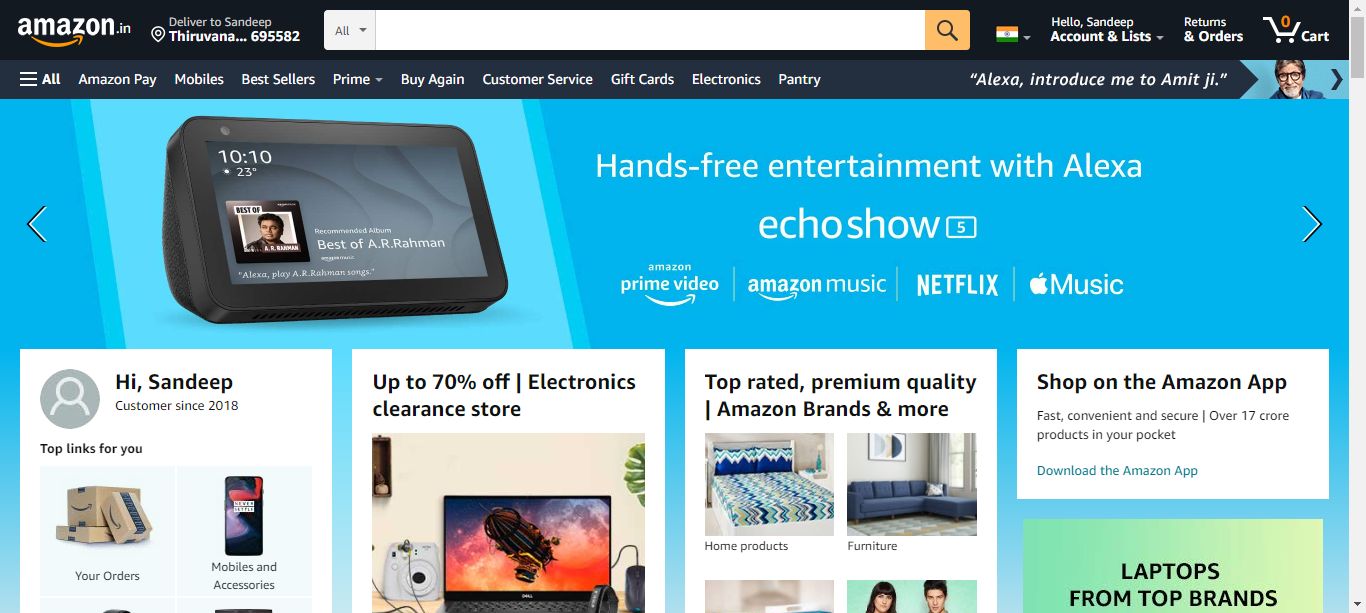 amazon.in
Deliver to Sandeep
Thiruvana... 695582
All
0
Hello, Sandeep
Account & Lists
Returns
& Orders
Cart
All
Amazon Pay
Mobiles
Best Sellers
Prime
Buy Again
Customer Service
Gift Cards
Electronics
Pantry
“Alexa, introduce me to Amit ji.”
10:10
23°
BEST OF
A. R. RAHMAN
Recommended Album
Best of A.R.Rahman
amazon music
"Alexa, play A.R.Rahman songs."
Hands-free entertainment with Alexa
echo show 5
amazon
prime video
amazon music
NETFLIX
Music
Hi, Sandeep
Customer since 2018
Top links for you
NEVER
SETTLE
Your Orders
Mobiles and
Accessories
Up to 70% off | Electronics
clearance store
DELL
Top rated, premium quality
| Amazon Brands & more
Home products
Furniture
Shop on the Amazon App
Fast, convenient and secure | Over 17 crore
products in your pocket
Download the Amazon App
LAPTOPS
FROM TOP BRANDS